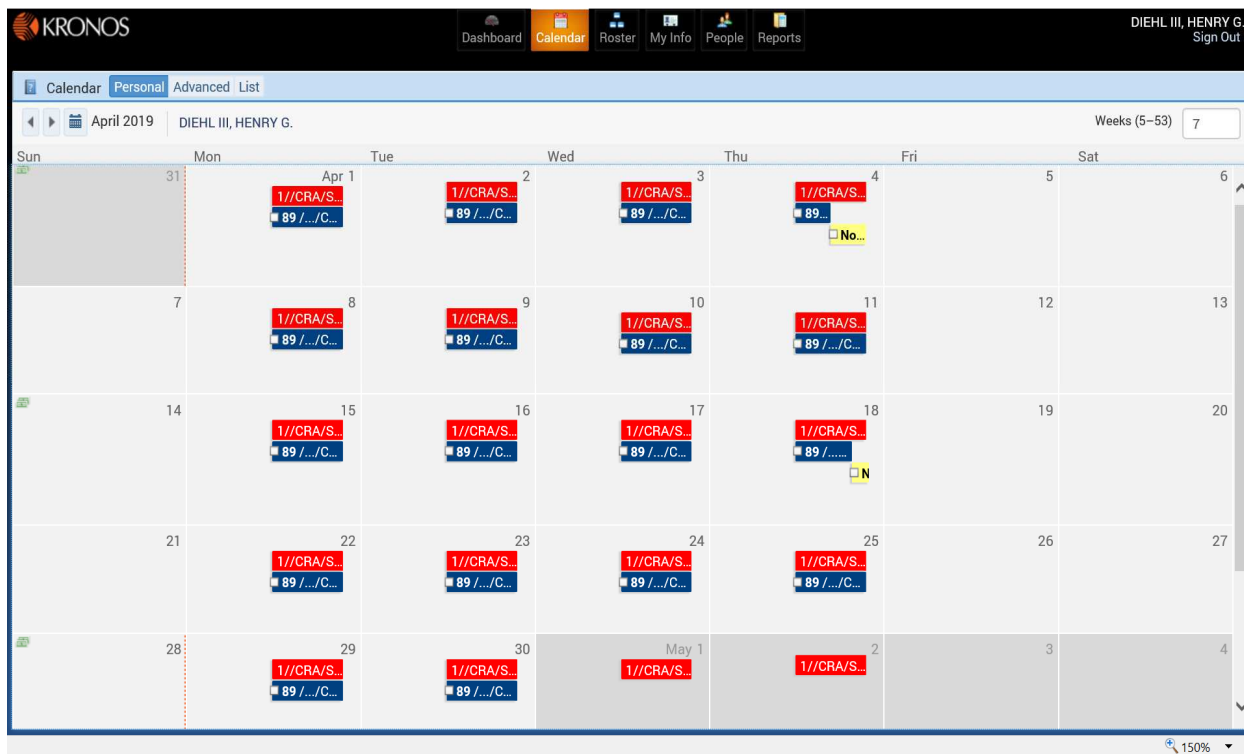 KRONOS
Dashboard Calendar Roster My Info People Reports
DIEHL III, HENRY G.
Sign Out
Calendar Personal Advanced List
April 2019 DIEHL III, HENRY G. Weeks (5–53) 7
Sun Mon Tue Wed Thu Fri Sat
31 Apr 1 2 3 4 5 6
1//CRA/S... 1//CRA/S... 1//CRA/S... 1//CRA/S...
89 /.../C... 89 /.../C... 89 /.../C... 89...
No...
7 8 9 10 11 12 13
1//CRA/S... 1//CRA/S... 1//CRA/S... 1//CRA/S...
89 /.../C... 89 /.../C... 89 /.../C... 89 /.../C...
14 15 16 17 18 19 20
1//CRA/S... 1//CRA/S... 1//CRA/S... 1//CRA/S...
89 /.../C... 89 /.../C... 89 /.../C... 89 /......
N
21 22 23 24 25 26 27
1//CRA/S... 1//CRA/S... 1//CRA/S... 1//CRA/S...
89 /.../C... 89 /.../C... 89 /.../C... 89 /.../C...
28 29 30 May 1 2 3 4
1//CRA/S... 1//CRA/S... 1//CRA/S... 1//CRA/S...
89 /.../C... 89 /.../C...
150%